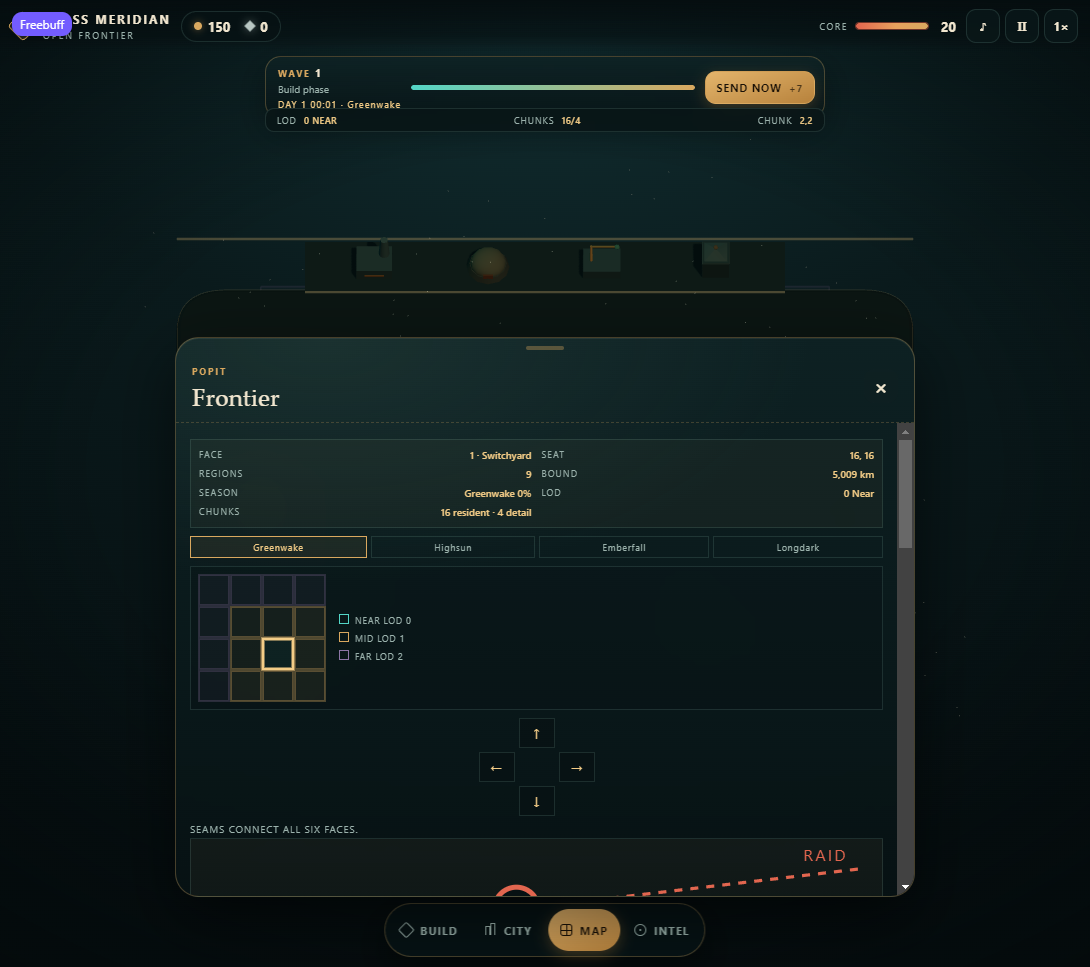 Freebuff
SS MERIDIAN
OPEN FRONTIER
150
0
CORE
20
1×
WAVE 1
Build phase
DAY 1 00:01 · Greenwake
SEND NOW +7
LOD 0 NEAR
CHUNKS 16/4
CHUNK 2,2
POPIT
Frontier
×
FACE 1 · Switchyard
SEAT 16, 16
REGIONS 9
BOUND 5,009 km
SEASON Greenwake 0%
LOD 0 Near
CHUNKS 16 resident · 4 detail
Greenwake
Highsun
Emberfall
Longdark
NEAR LOD 0
MID LOD 1
FAR LOD 2
↑
← →
↓
SEAMS CONNECT ALL SIX FACES.
RAID
BUILD
CITY
MAP
INTEL